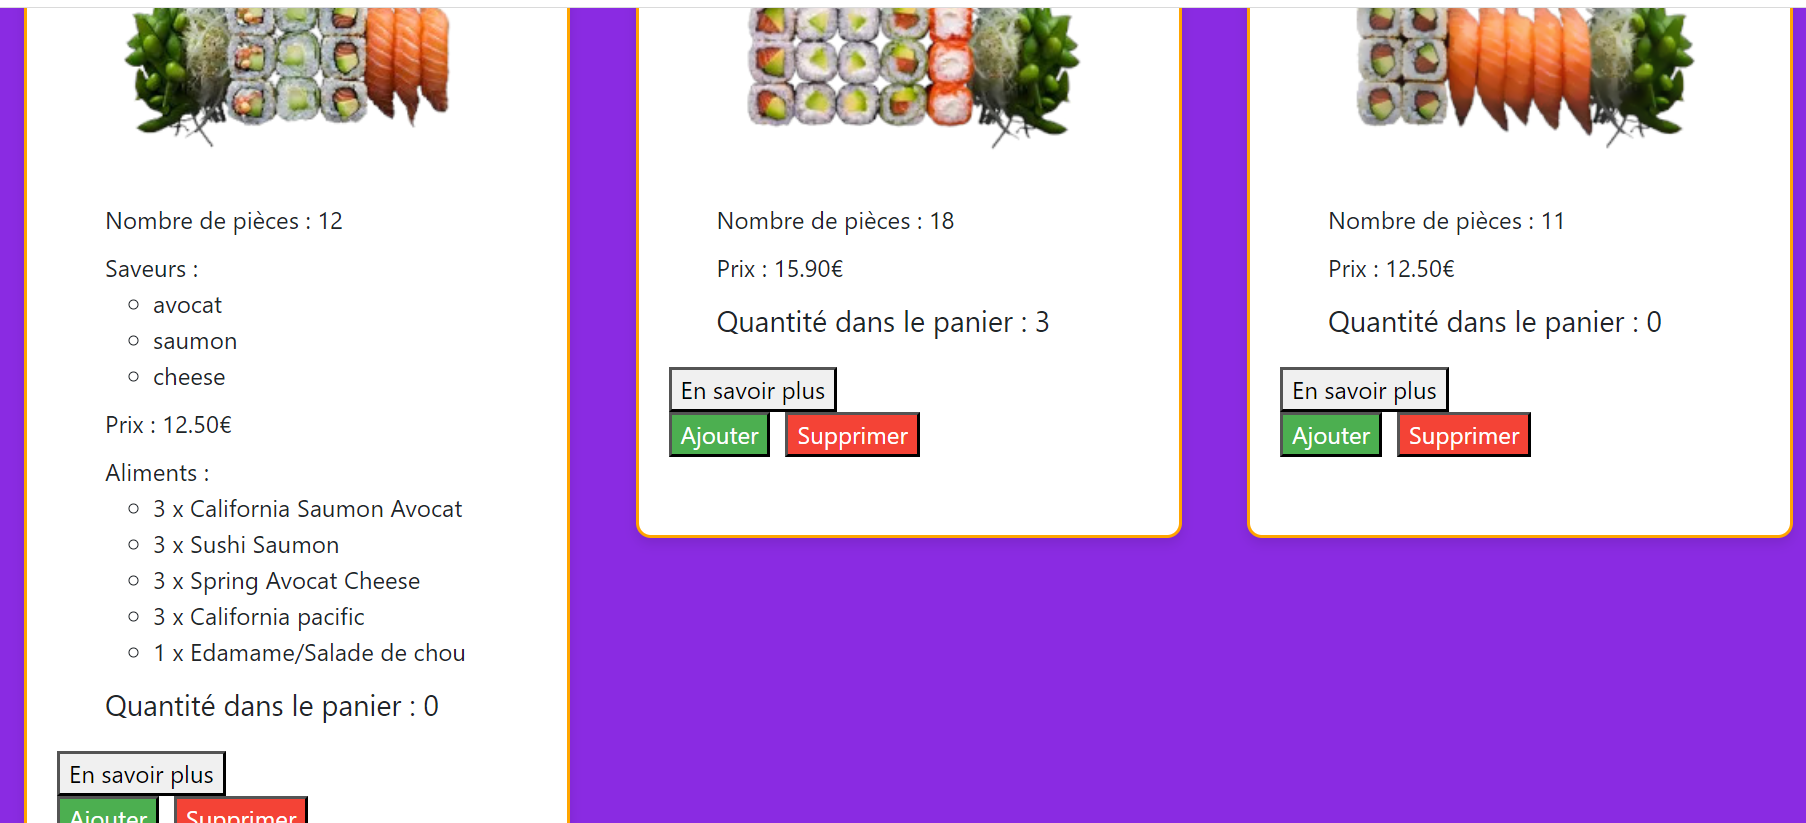 Nombre de pièces : 12
Saveurs :
avocat
saumon
cheese
Prix : 12.50€
Aliments :
3 x California Saumon Avocat
3 x Sushi Saumon
3 x Spring Avocat Cheese
3 x California pacific
1 x Edamame/Salade de chou
Quantité dans le panier : 0
En savoir plus
Ajouter Supprimer
Nombre de pièces : 18
Prix : 15.90€
Quantité dans le panier : 3
En savoir plus
Ajouter Supprimer
Nombre de pièces : 11
Prix : 12.50€
Quantité dans le panier : 0
En savoir plus
Ajouter Supprimer